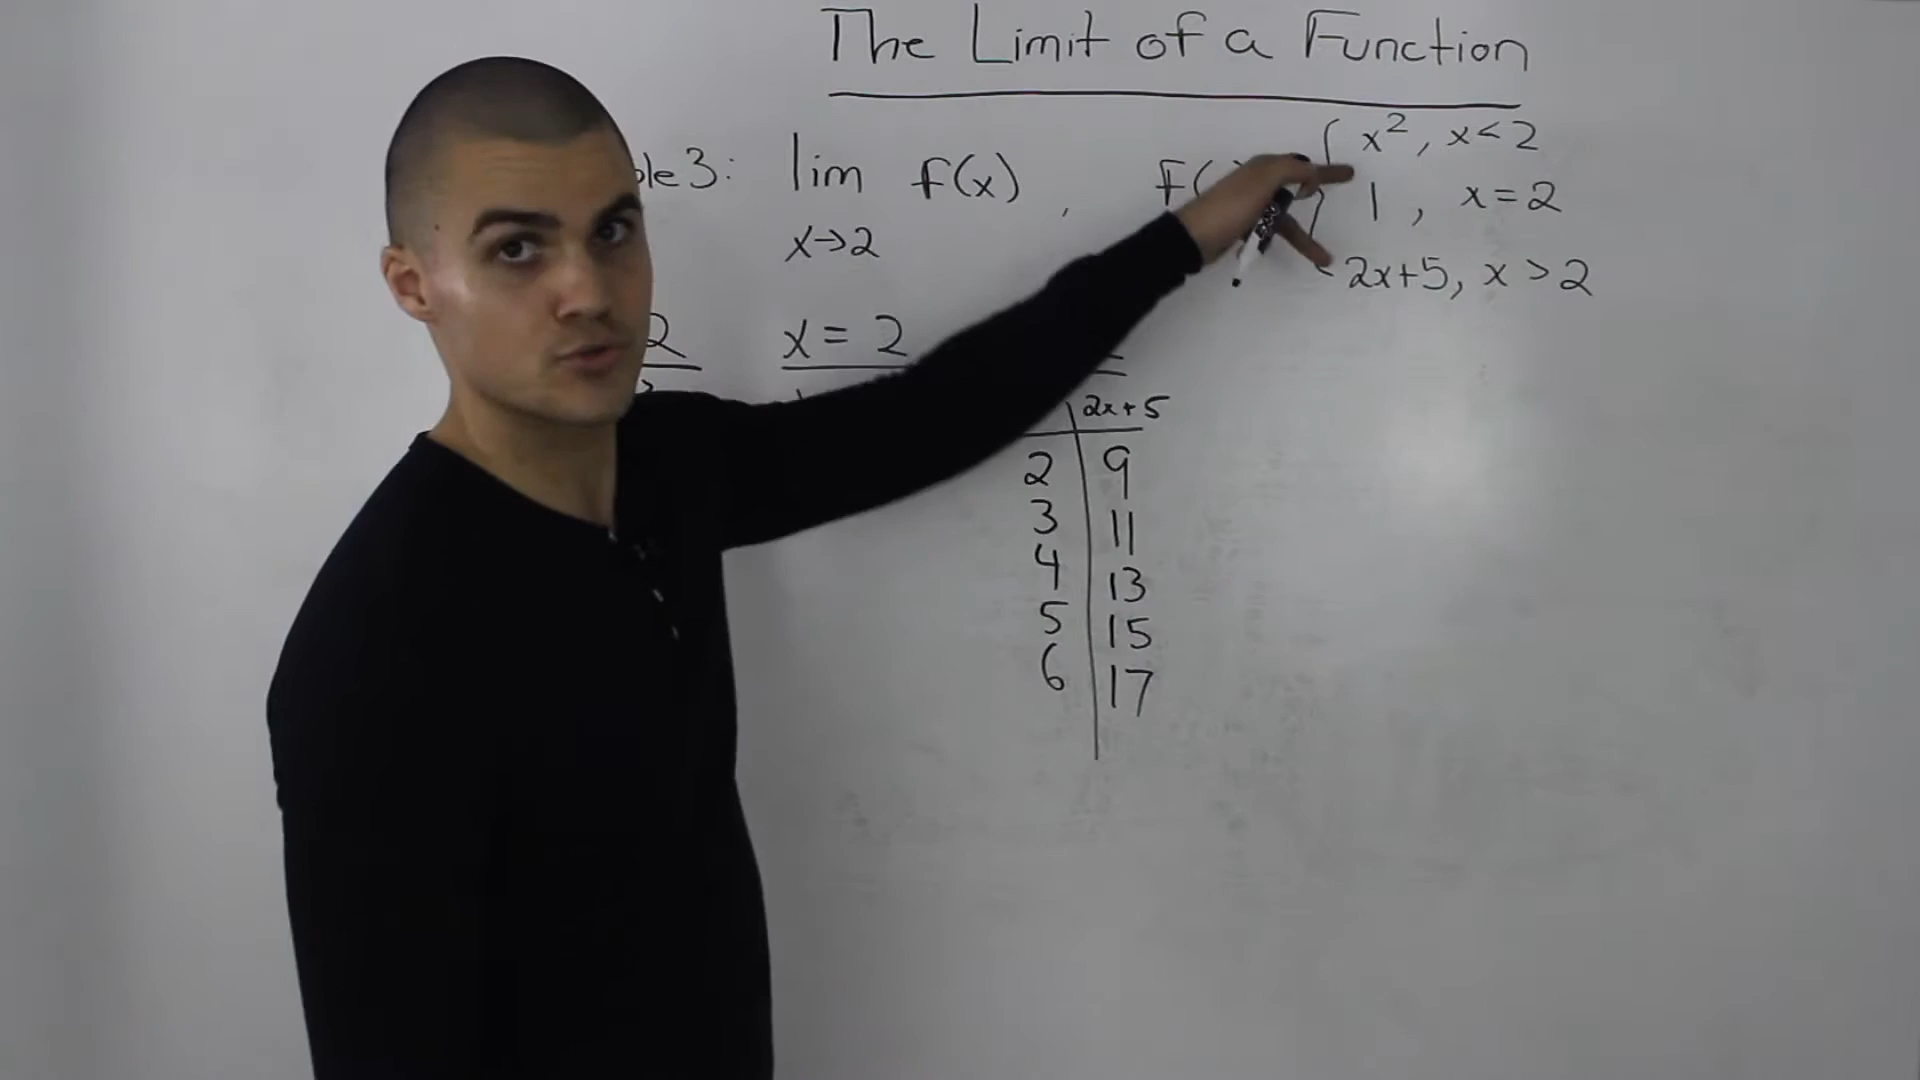 The Limit of a Function
ple 3: lim f(x) , F( { x², x<2
x→2
1, x=2
2x+5, x>2
2 x=2
2x+5
2 9
3 11
4 13
5 15
6 17